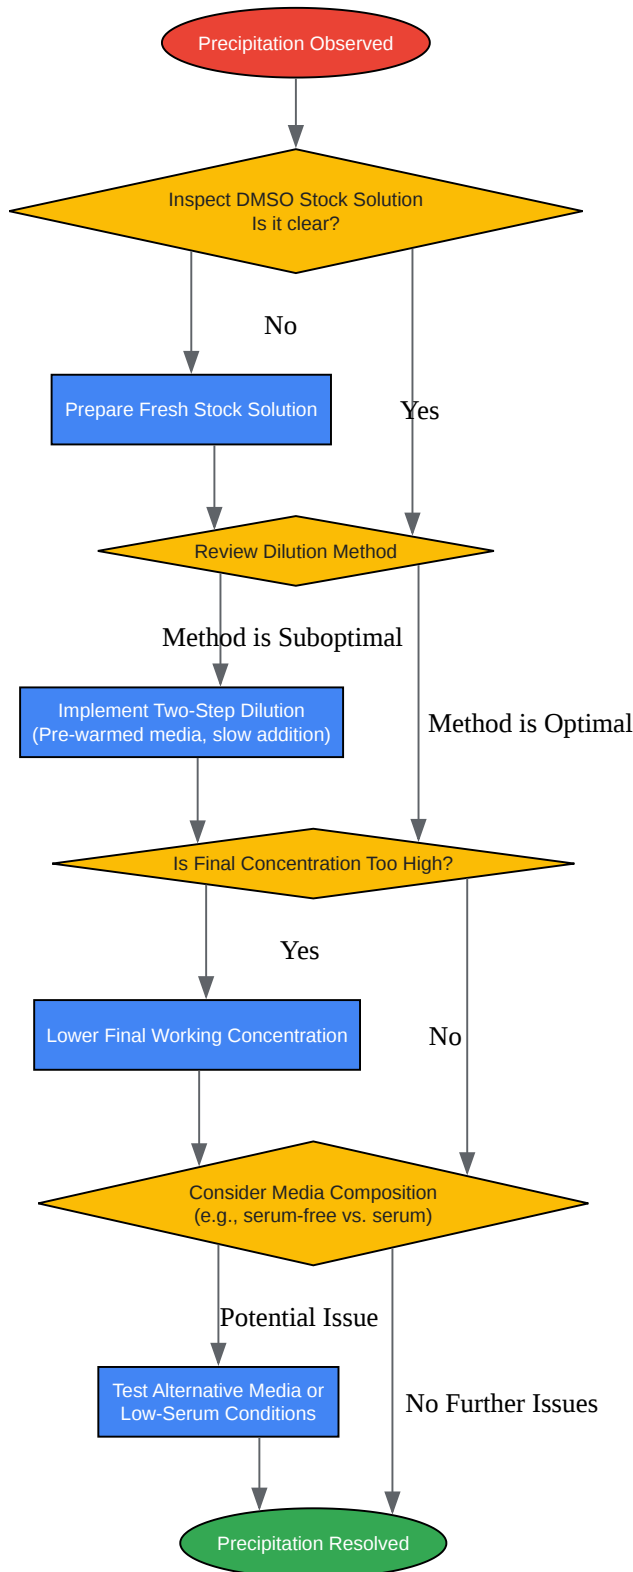 Precipitation Observed
Inspect DMSO Stock Solution
Is it clear?
No
Prepare Fresh Stock Solution
Yes
Review Dilution Method
Method is Suboptimal
Implement Two-Step Dilution
(Pre-warmed media, slow addition)
Method is Optimal
Is Final Concentration Too High?
Yes
Lower Final Working Concentration
No
Consider Media Composition
(e.g., serum-free vs. serum)
Potential Issue
Test Alternative Media or
Low-Serum Conditions
No Further Issues
Precipitation Resolved